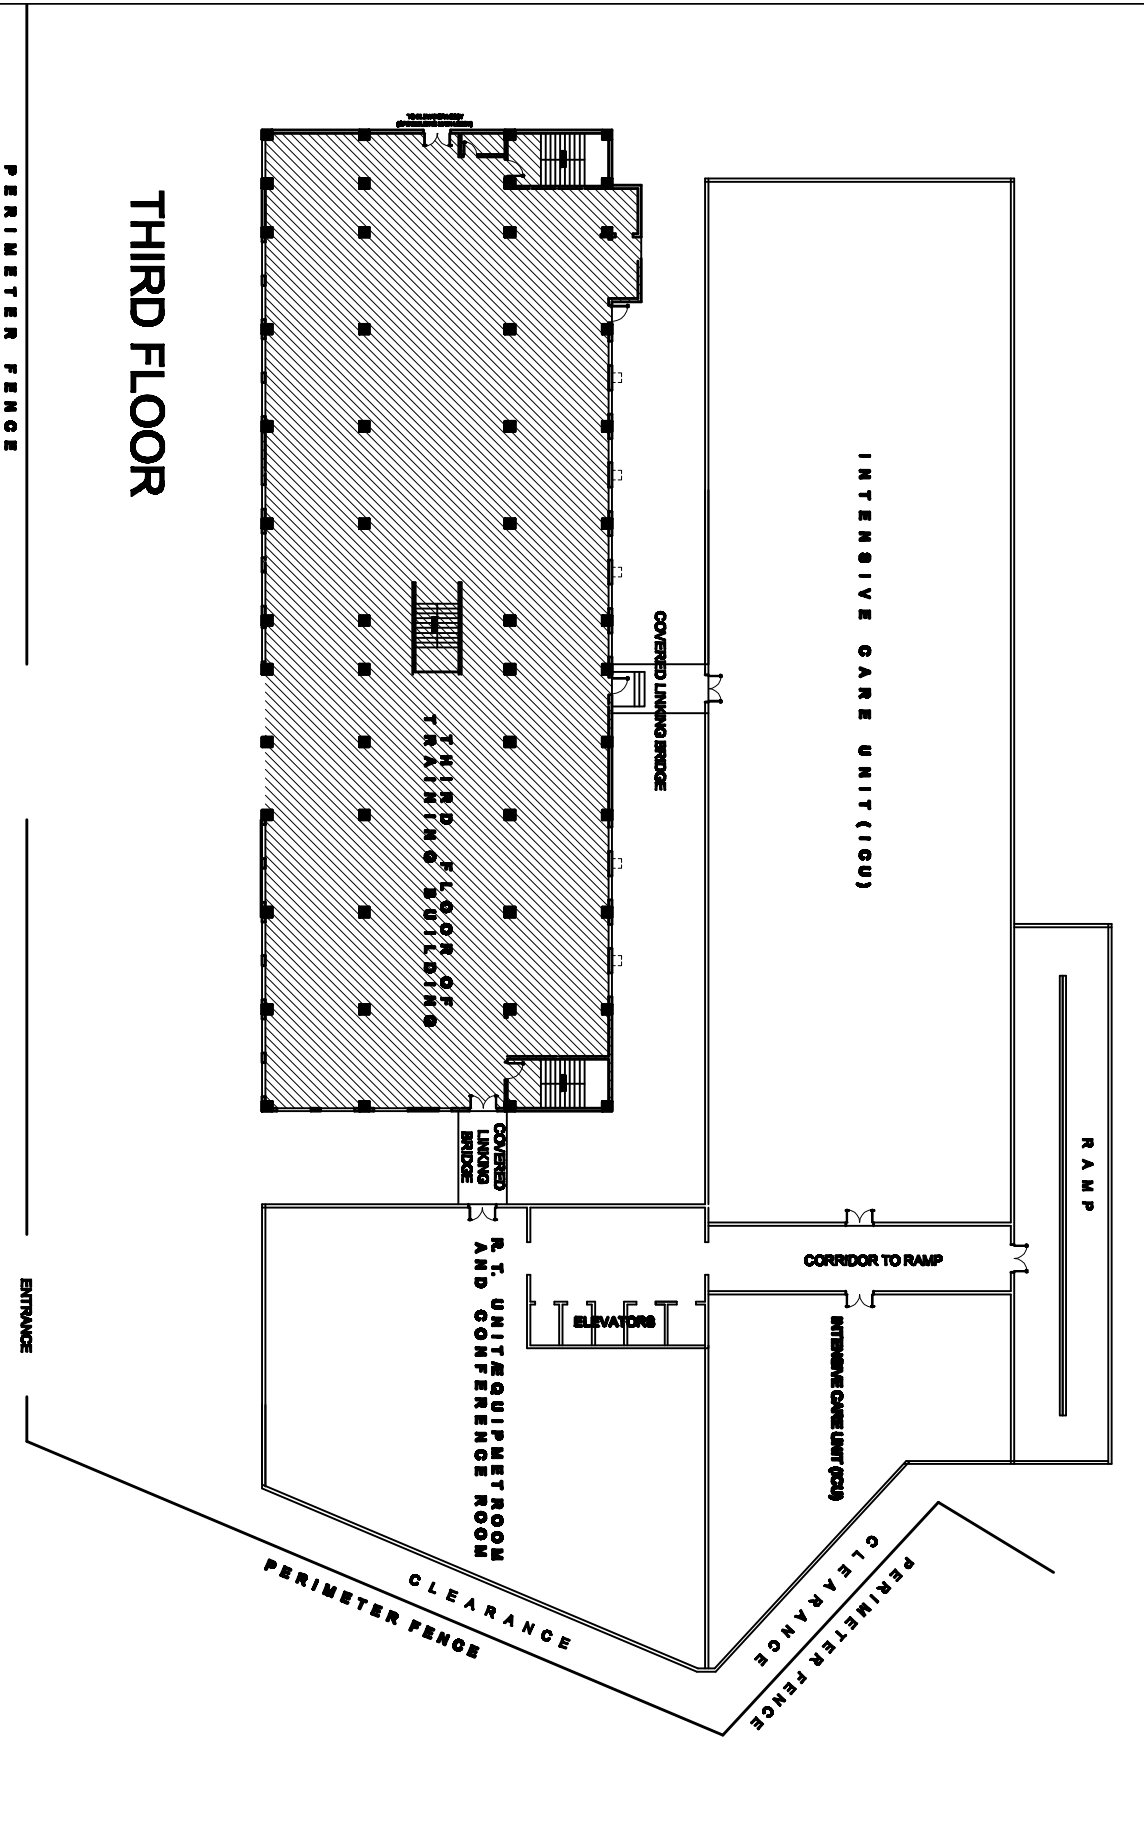 THIRD FLOOR
PERIMETER FENCE
INTENSIVE CARE UNIT (ICU)
COVERED LINKING BRIDGE
THIRD FLOOR OF
TRAINING BUILDING
RAMP
COVERED
LINKING
BRIDGE
CORRIDOR TO RAMP
ELEVATORS
INTENSIVE CARE UNIT (ICU)
R.T. UNIT/EQUIPMET ROOM
AND CONFERENCE ROOM
ENTRANCE
CLEARANCE
PERIMETER FENCE
CLEARANCE
PERIMETER FENCE